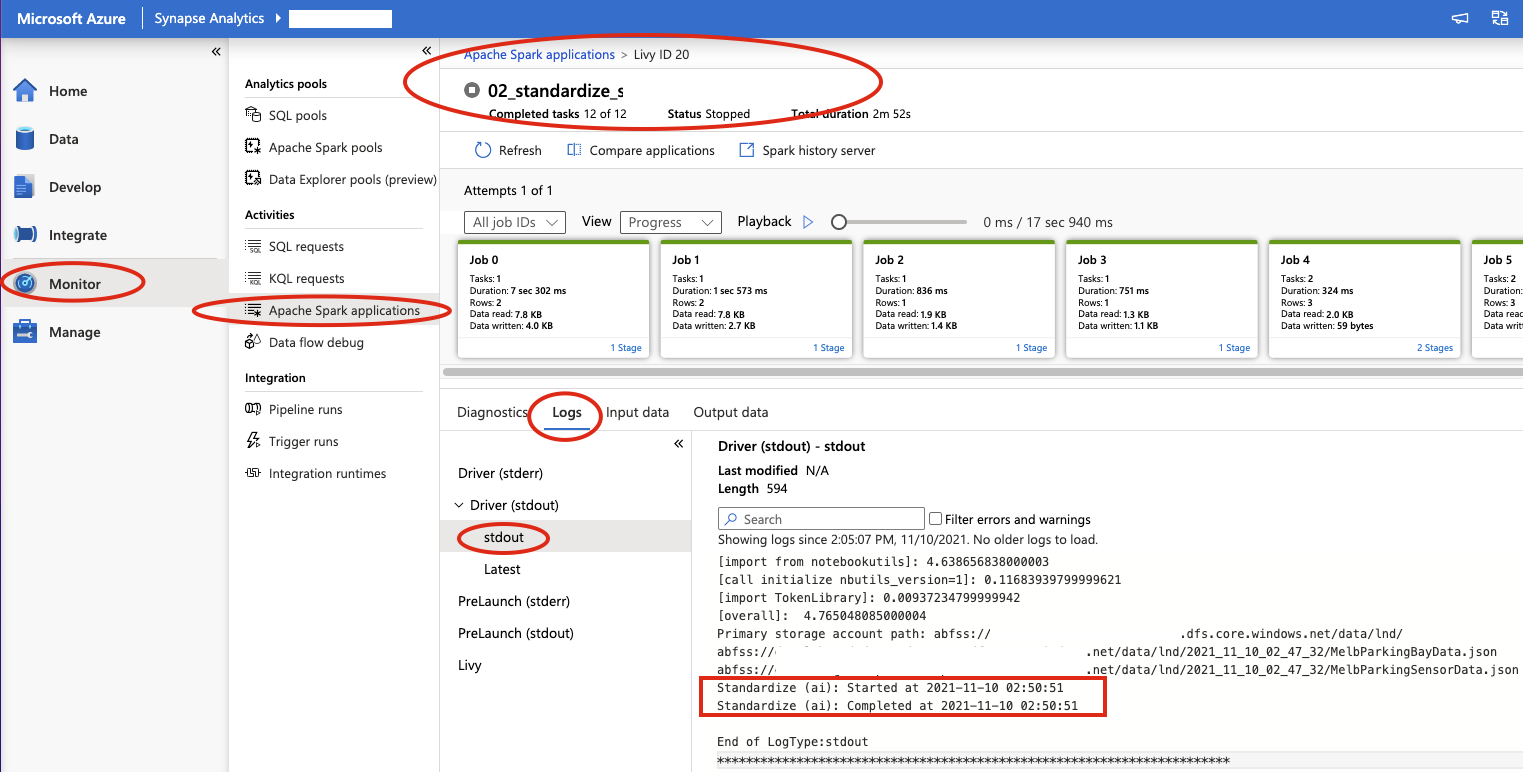 Microsoft Azure
Synapse Analytics
Home
Data
Develop
Integrate
Monitor
Manage
Analytics pools
SQL pools
Apache Spark pools
Data Explorer pools (preview)
Activities
SQL requests
KQL requests
Apache Spark applications
Data flow debug
Integration
Pipeline runs
Trigger runs
Integration runtimes
Apache Spark applications > Livy ID 20
02_standardize_s
Completed tasks 12 of 12 Status Stopped Total duration 2m 52s
Refresh Compare applications Spark history server
Attempts 1 of 1
All job IDs View Progress Playback 0 ms / 17 sec 940 ms
Job 0
Tasks: 1
Duration: 7 sec 302 ms
Rows: 2
Data read: 7.8 KB
Data written: 4.0 KB
1 Stage
Job 1
Tasks: 1
Duration: 1 sec 573 ms
Rows: 2
Data read: 7.8 KB
Data written: 2.7 KB
1 Stage
Job 2
Tasks: 1
Duration: 836 ms
Rows: 1
Data read: 1.9 KB
Data written: 1.4 KB
1 Stage
Job 3
Tasks: 1
Duration: 751 ms
Rows: 1
Data read: 1.3 KB
Data written: 1.1 KB
1 Stage
Job 4
Tasks: 2
Duration: 324 ms
Rows: 3
Data read: 2.0 KB
Data written: 59 bytes
2 Stages
Job 5
Tasks: 2
Duration:
Rows: 3
Data read
Data writt
Diagnostics Logs Input data Output data
Driver (stderr)
Driver (stdout)
stdout
Latest
PreLaunch (stderr)
PreLaunch (stdout)
Livy
Driver (stdout) - stdout
Last modified N/A
Length 594
Search Filter errors and warnings
Showing logs since 2:05:07 PM, 11/10/2021. No older logs to load.
[import from notebookutils]: 4.638656838000003
[call initialize nbutils_version=1]: 0.11683939799999621
[import TokenLibrary]: 0.00937234799999942
[overall]: 4.765048085000004
Primary storage account path: abfss:// .dfs.core.windows.net/data/lnd/
abfss:// .net/data/lnd/2021_11_10_02_47_32/MelbParkingBayData.json
abfss:// .net/data/lnd/2021_11_10_02_47_32/MelbParkingSensorData.json
Standardize (ai): Started at 2021-11-10 02:50:51
Standardize (ai): Completed at 2021-11-10 02:50:51
End of LogType:stdout
***********************************************************************